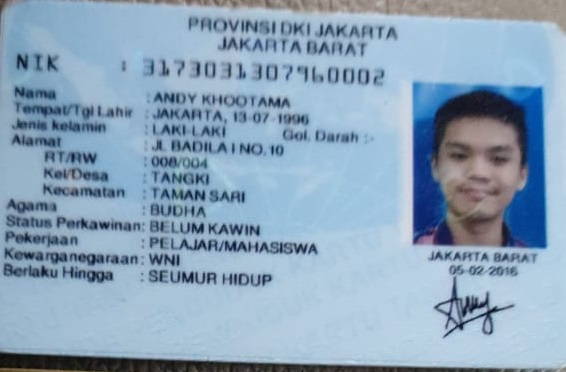 PROVINSI DKI JAKARTA
JAKARTA BARAT
NIK : 3173031307960002
Nama : ANDY KHOOTAMA
Tempat/Tgl Lahir : JAKARTA, 13-07-1996
Jenis kelamin : LAKI-LAKI Gol. Darah :-
Alamat : JL BADILA I NO.10
RT/RW : 008/004
Kel/Desa : TANGKI
Kecamatan : TAMAN SARI
Agama : BUDHA
Status Perkawinan: BELUM KAWIN
Pekerjaan : PELAJAR/MAHASISWA
Kewarganegaraan: WNI
Berlaku Hingga : SEUMUR HIDUP
JAKARTA BARAT
05-02-2016